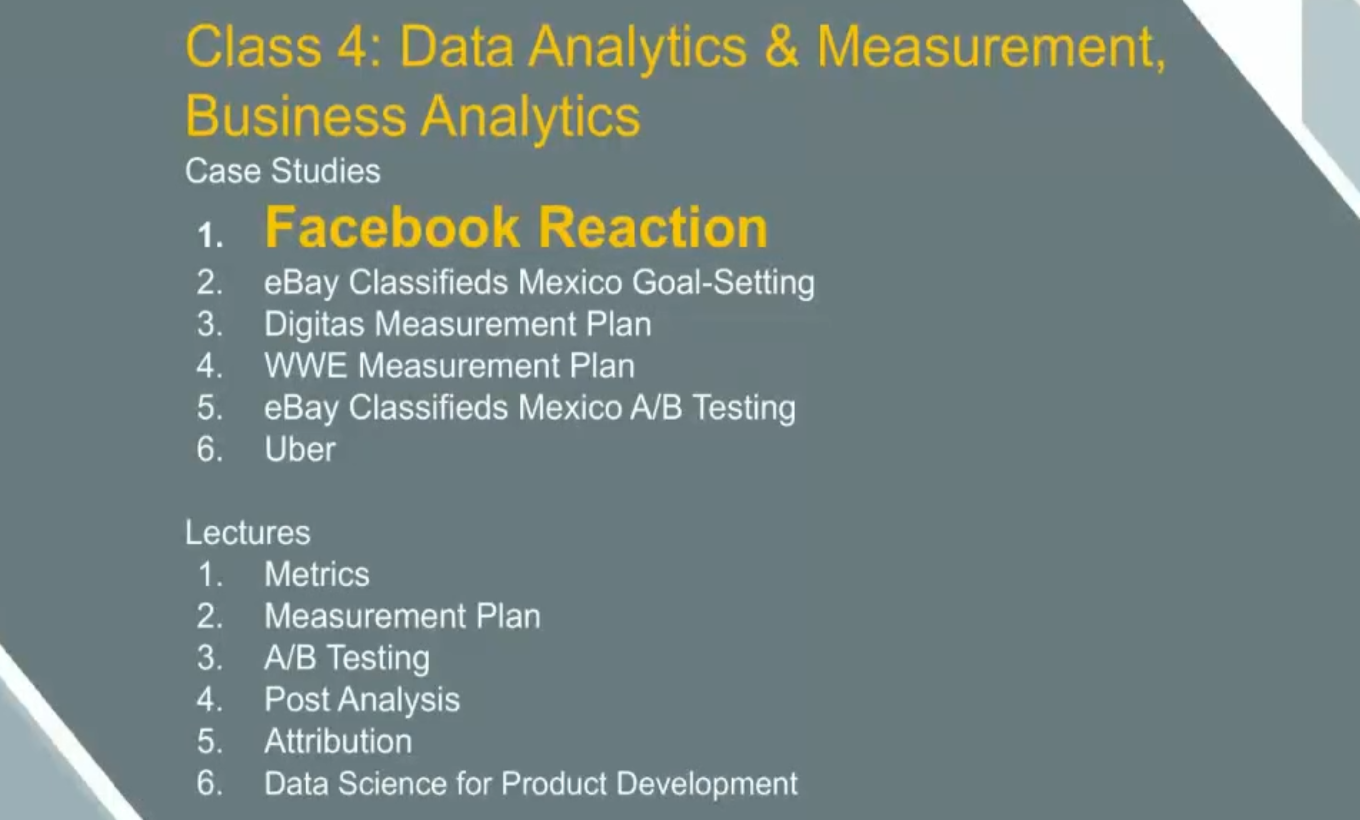 Class 4: Data Analytics & Measurement,
Business Analytics
Case Studies
1. Facebook Reaction
2. eBay Classifieds Mexico Goal-Setting
3. Digitas Measurement Plan
4. WWE Measurement Plan
5. eBay Classifieds Mexico A/B Testing
6. Uber
Lectures
1. Metrics
2. Measurement Plan
3. A/B Testing
4. Post Analysis
5. Attribution
6. Data Science for Product Development